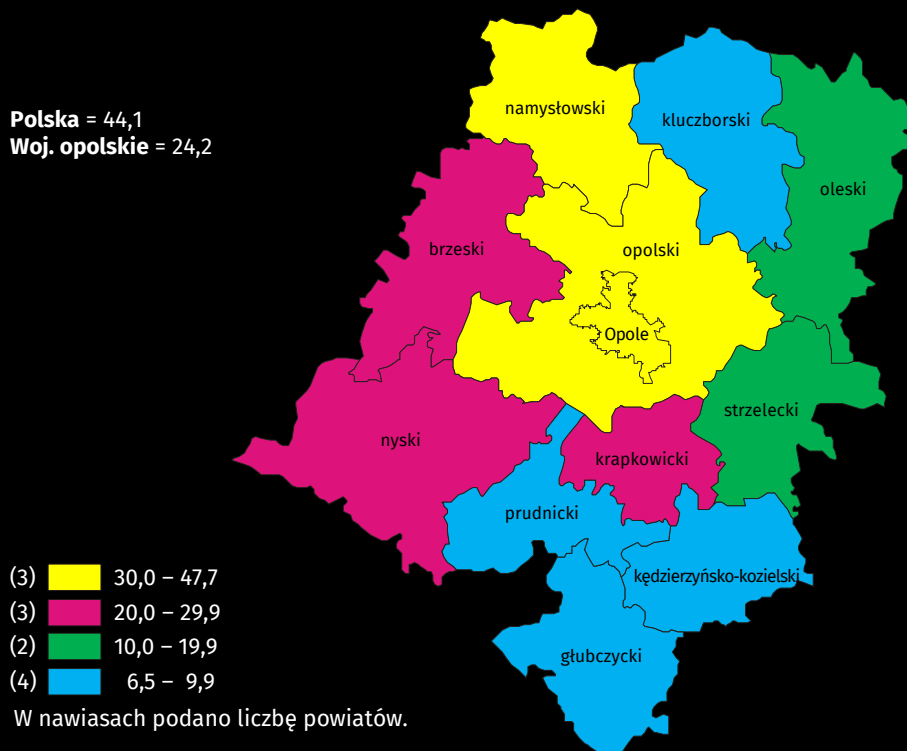 Polska = 44,1
Woj. opolskie = 24,2
namysłowski
kluczborski
oleski
brzeski
opolski
Opole
strzelecki
nyski
krapkowicki
prudnicki
kędzierzyńsko-kozielski
głubczycki
(3) 30,0 – 47,7
(3) 20,0 – 29,9
(2) 10,0 – 19,9
(4) 6,5 – 9,9
W nawiasach podano liczbę powiatów.